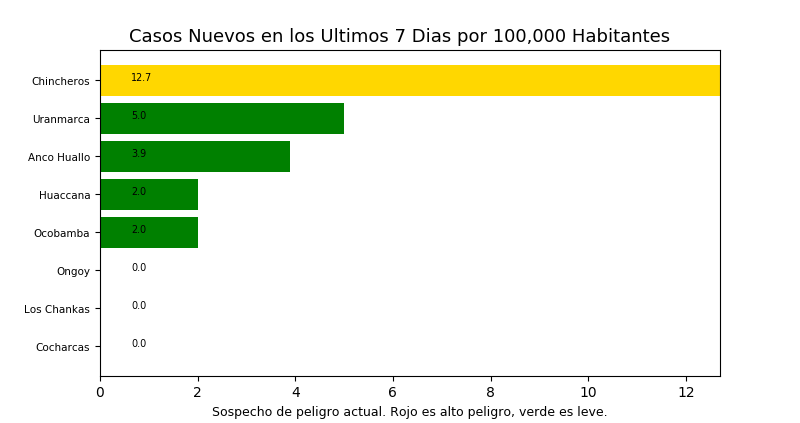 Casos Nuevos en los Ultimos 7 Dias por 100,000 Habitantes
Chincheros 12.7
Uranmarca 5.0
Anco Huallo 3.9
Huaccana 2.0
Ocobamba 2.0
Ongoy 0.0
Los Chankas 0.0
Cocharcas 0.0
0 2 4 6 8 10 12
Sospecho de peligro actual. Rojo es alto peligro, verde es leve.